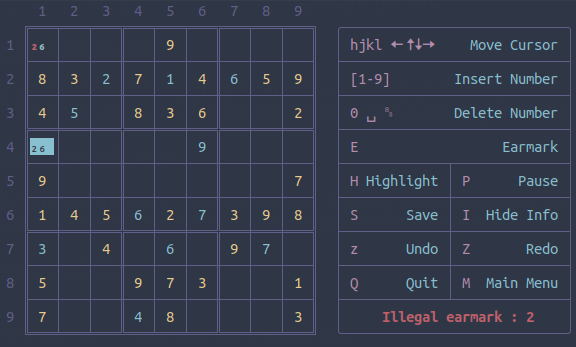 1 2 3 4 5 6 7 8 9
1 26 9 hjkl ←↑↓→ Move Cursor
2 8 3 2 7 1 4 6 5 9 [1-9] Insert Number
3 4 5 8 3 6 2 0 ␣ Delete Number
4 26 9 E Earmark
5 9 7 H Highlight P Pause
6 1 4 5 6 2 7 3 9 8 S Save I Hide Info
7 3 4 6 9 7 z Undo Z Redo
8 5 9 7 3 1 Q Quit M Main Menu
9 7 4 8 3 Illegal earmark : 2